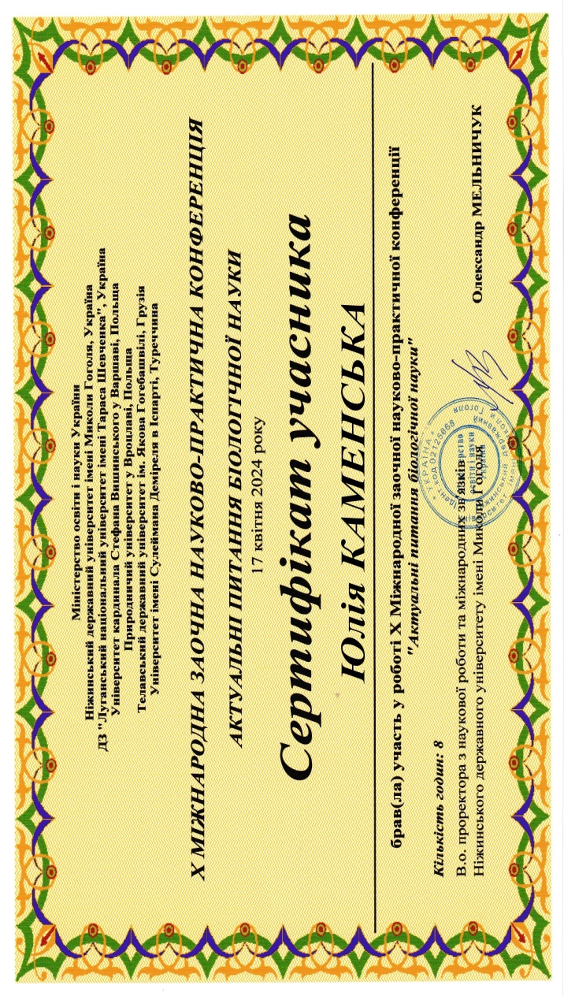 Міністерство освіти і науки України
Ніжинський державний університет імені Миколи Гоголя, Україна
ДЗ "Луганський національний університет імені Тараса Шевченка", Україна
Університет кардинала Стефана Вишинського у Варшаві, Польща
Природничий університет у Вроцлаві, Польща
Телавський державний університет ім. Якова Гогебашвілі, Грузія
Університет імені Сулеймана Деміреля в Іспарті, Туреччина
X МІЖНАРОДНА ЗАОЧНА НАУКОВО-ПРАКТИЧНА КОНФЕРЕНЦІЯ
АКТУАЛЬНІ ПИТАННЯ БІОЛОГІЧНОЇ НАУКИ
17 квітня 2024 року
Сертифікат учасника
Юлія КАМЕНСЬКА
брав(ла) участь у роботі X Міжнародної заочної науково-практичної конференції
"Актуальні питання біологічної науки"
Кількість годин: 8
В.о. проректора з наукової роботи та міжнародних зв'язків
Ніжинського державного університету імені Миколи Гоголя
Олександр МЕЛЬНИЧУК
УКРАЇНА
код 02125668
освіти і науки
України